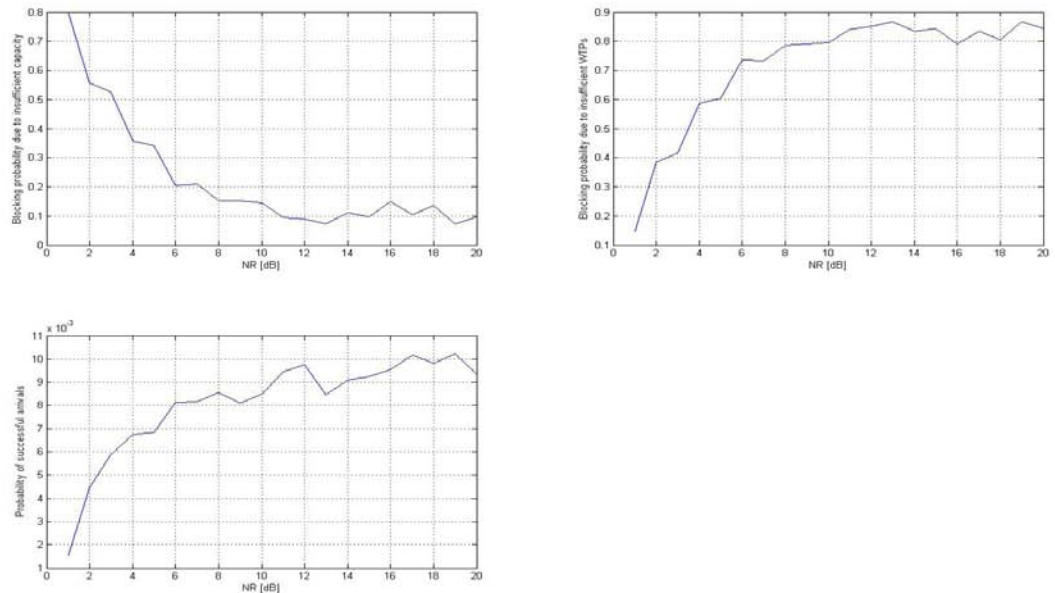 0.8
0.7
0.6
0.5
0.4
0.3
0.2
0.1
0
Blocking probability due to insufficient capacity
0 2 4 6 8 10 12 14 16 18 20
NR [dB]
0.9
0.8
0.7
0.6
0.5
0.4
0.3
0.2
0.1
Blocking probability due to insufficient WTPs
0 2 4 6 8 10 12 14 16 18 20
NR [dB]
x 10⁻³
11
10
9
8
7
6
5
4
3
2
1
Probability of successful arrivals
0 2 4 6 8 10 12 14 16 18 20
NR [dB]